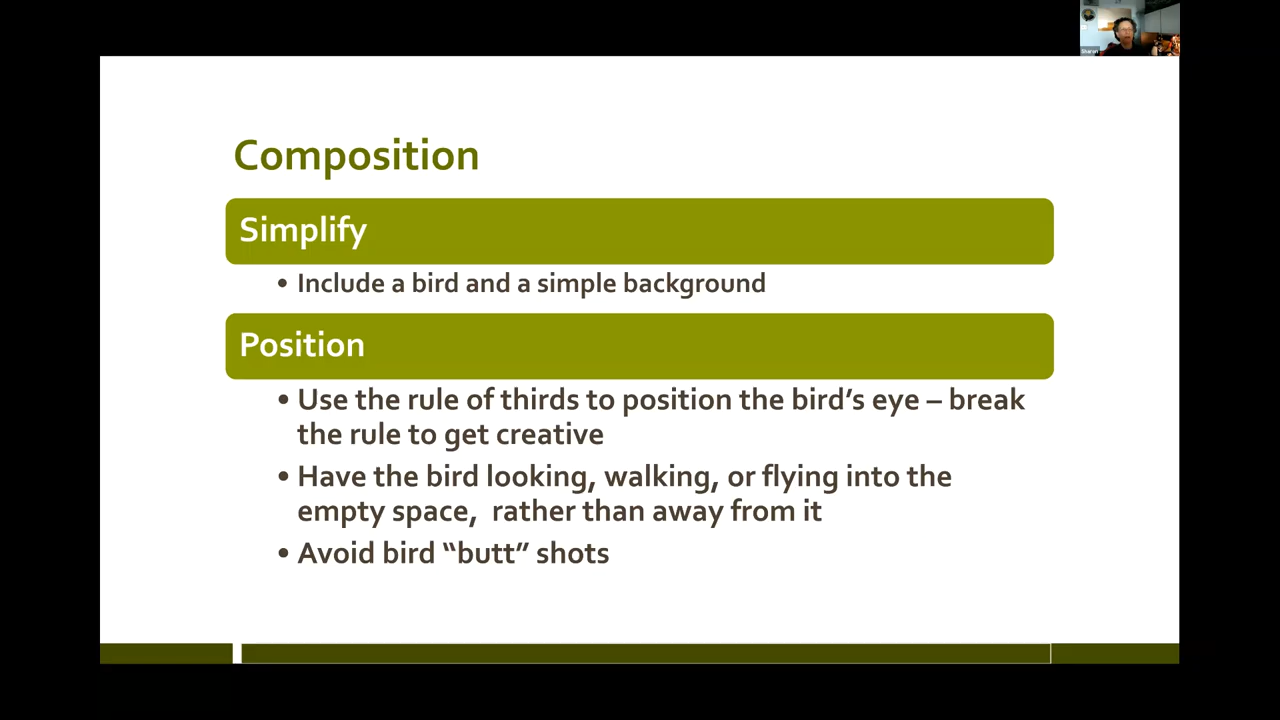 Sharon
Composition
Simplify
• Include a bird and a simple background
Position
• Use the rule of thirds to position the bird’s eye – break
the rule to get creative
• Have the bird looking, walking, or flying into the
empty space,  rather than away from it
• Avoid bird “butt” shots